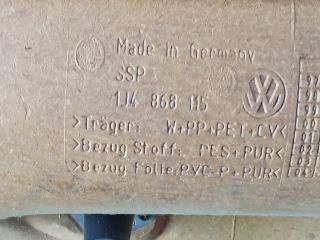 Made In Germany
SSP
1J4 868 115
>Träger: W+PP+PET+CV<
>Bezug Stoff: PES+PUR<
>Bezug Folie: PVC-P+PUR<